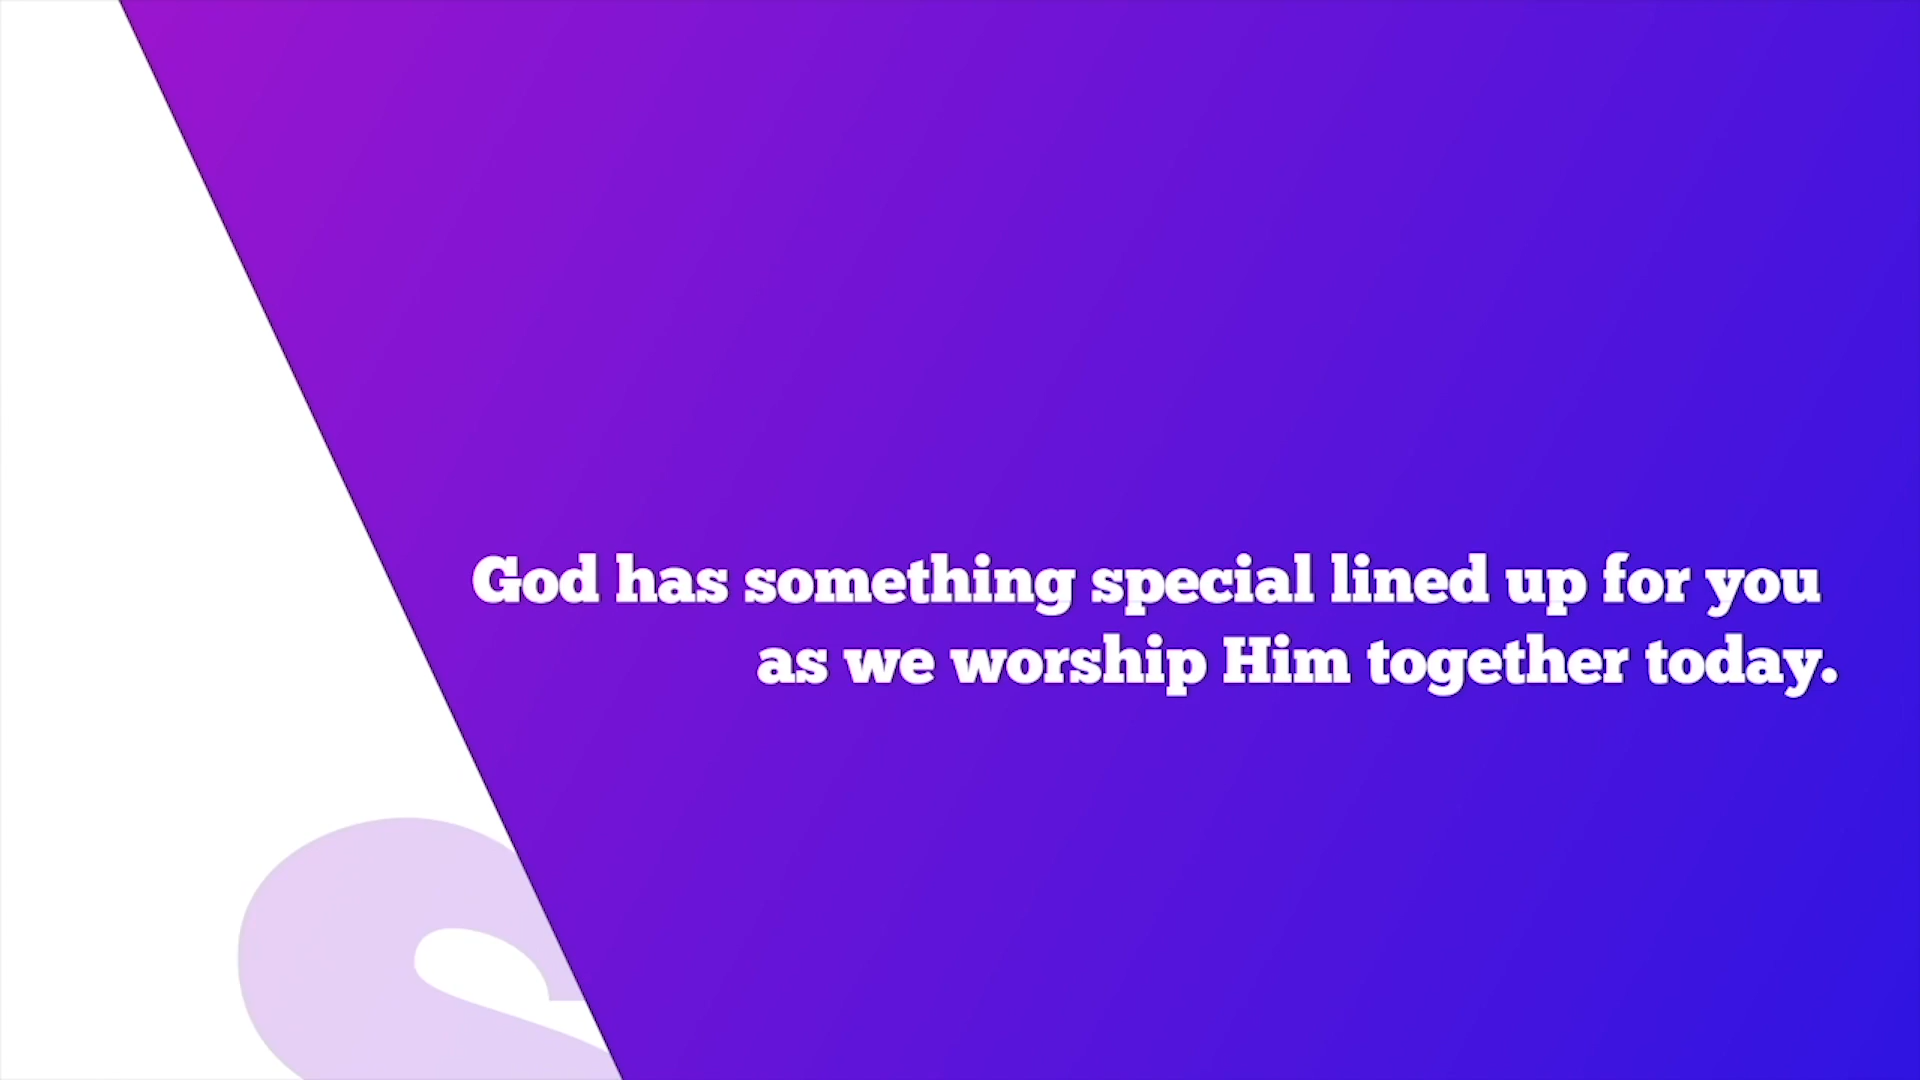 God has something special lined up for you
as we worship Him together today.
S